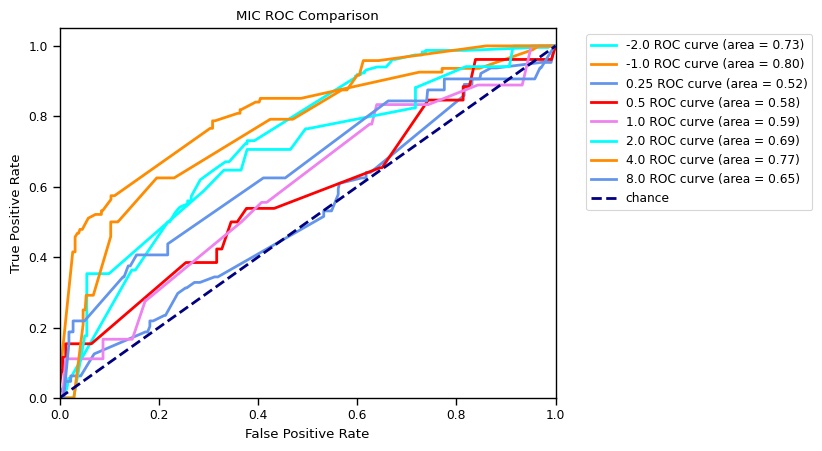 MIC ROC Comparison
True Positive Rate
1.0
0.8
0.6
0.4
0.2
0.0
0.0 0.2 0.4 0.6 0.8 1.0
False Positive Rate
-2.0 ROC curve (area = 0.73)
-1.0 ROC curve (area = 0.80)
0.25 ROC curve (area = 0.52)
0.5 ROC curve (area = 0.58)
1.0 ROC curve (area = 0.59)
2.0 ROC curve (area = 0.69)
4.0 ROC curve (area = 0.77)
8.0 ROC curve (area = 0.65)
chance